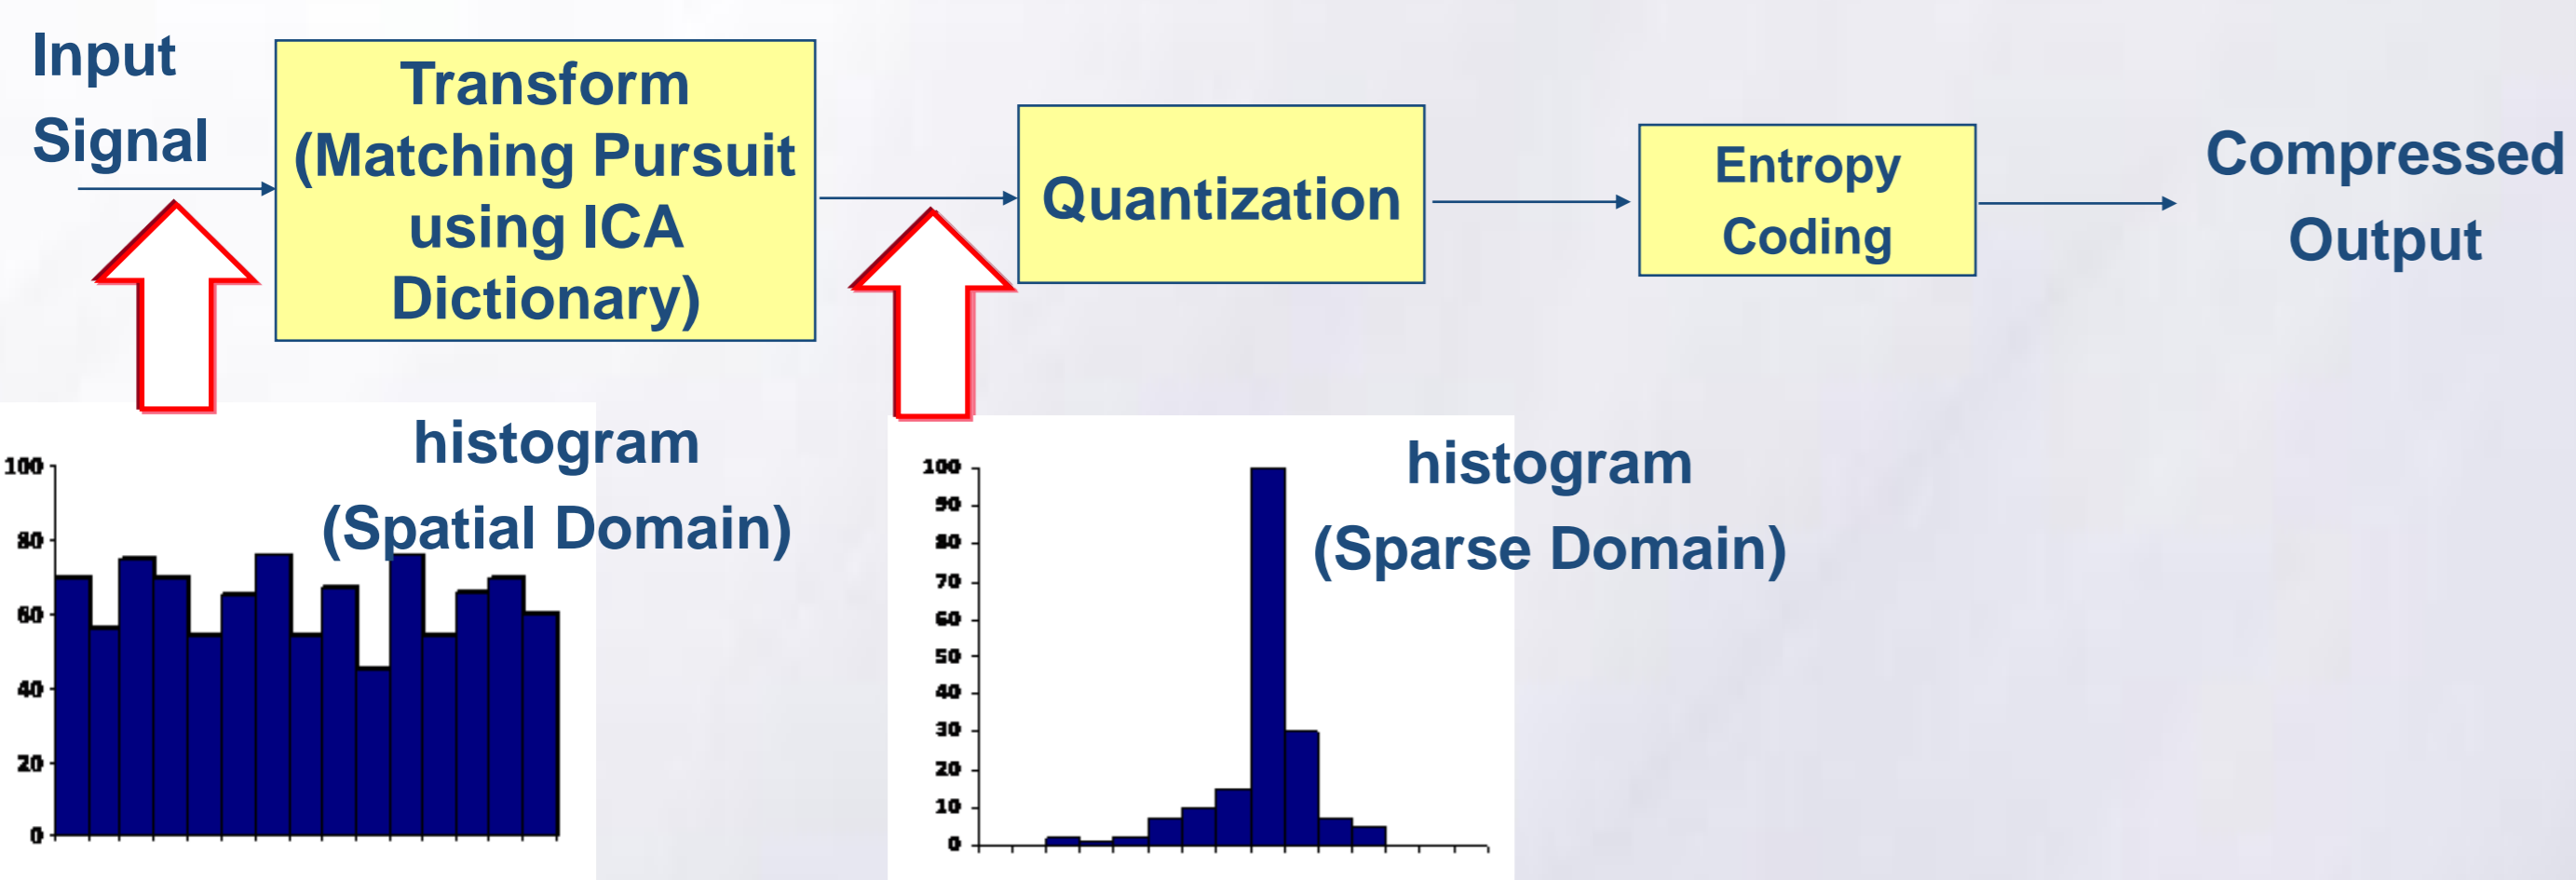 Input
Signal
Transform
(Matching Pursuit
using ICA
Dictionary)
Quantization
Entropy
Coding
Compressed
Output
histogram
(Spatial Domain)
100
80
60
40
20
0
histogram
(Sparse Domain)
100
90
80
70
60
50
40
30
20
10
0